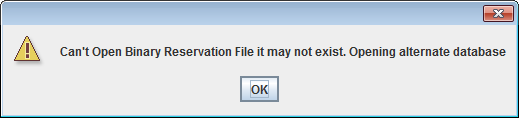 Can't Open Binary Reservation File it may not exist. Opening alternate database
OK